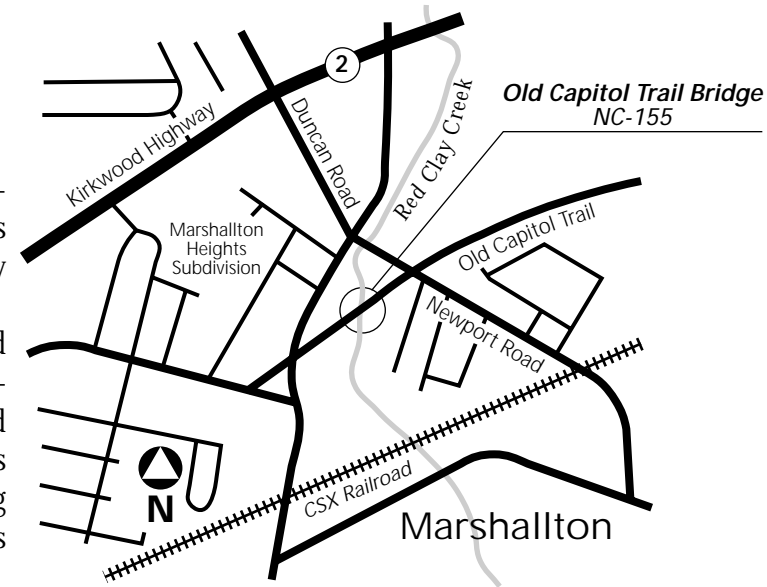 2
Old Capitol Trail Bridge
NC-155
Kirkwood Highway
Duncan Road
Red Clay Creek
Marshallton
Heights
Subdivision
Old Capitol Trail
Newport Road
CSX Railroad
N
Marshallton
-
s
y
d
-
d
s
g
s